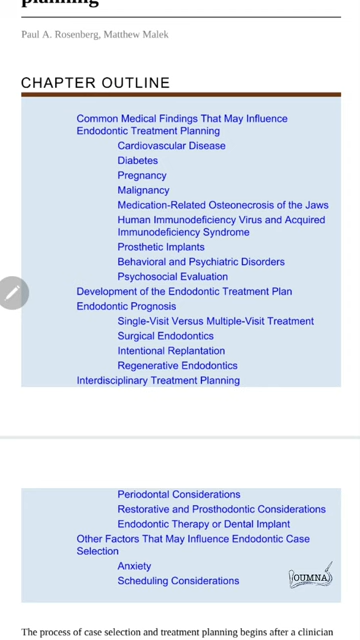 planning
Paul A. Rosenberg, Matthew Malek
CHAPTER OUTLINE
Common Medical Findings That May Influence
Endodontic Treatment Planning
Cardiovascular Disease
Diabetes
Pregnancy
Malignancy
Medication-Related Osteonecrosis of the Jaws
Human Immunodeficiency Virus and Acquired
Immunodeficiency Syndrome
Prosthetic Implants
Behavioral and Psychiatric Disorders
Psychosocial Evaluation
Development of the Endodontic Treatment Plan
Endodontic Prognosis
Single-Visit Versus Multiple-Visit Treatment
Surgical Endodontics
Intentional Replantation
Regenerative Endodontics
Interdisciplinary Treatment Planning
Periodontal Considerations
Restorative and Prosthodontic Considerations
Endodontic Therapy or Dental Implant
Other Factors That May Influence Endodontic Case
Selection
Anxiety
Scheduling Considerations
OUMNA
The process of case selection and treatment planning begins after a clinician